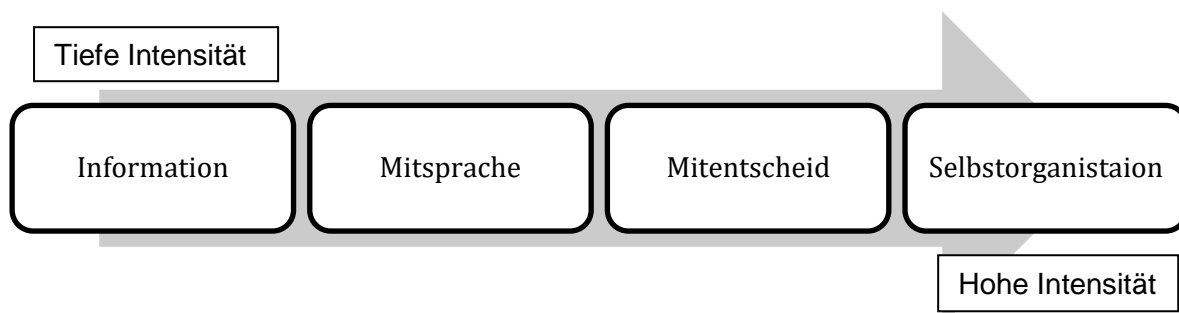 Tiefe Intensität
Information
Mitsprache
Mitentscheid
Selbstorganistaion
Hohe Intensität